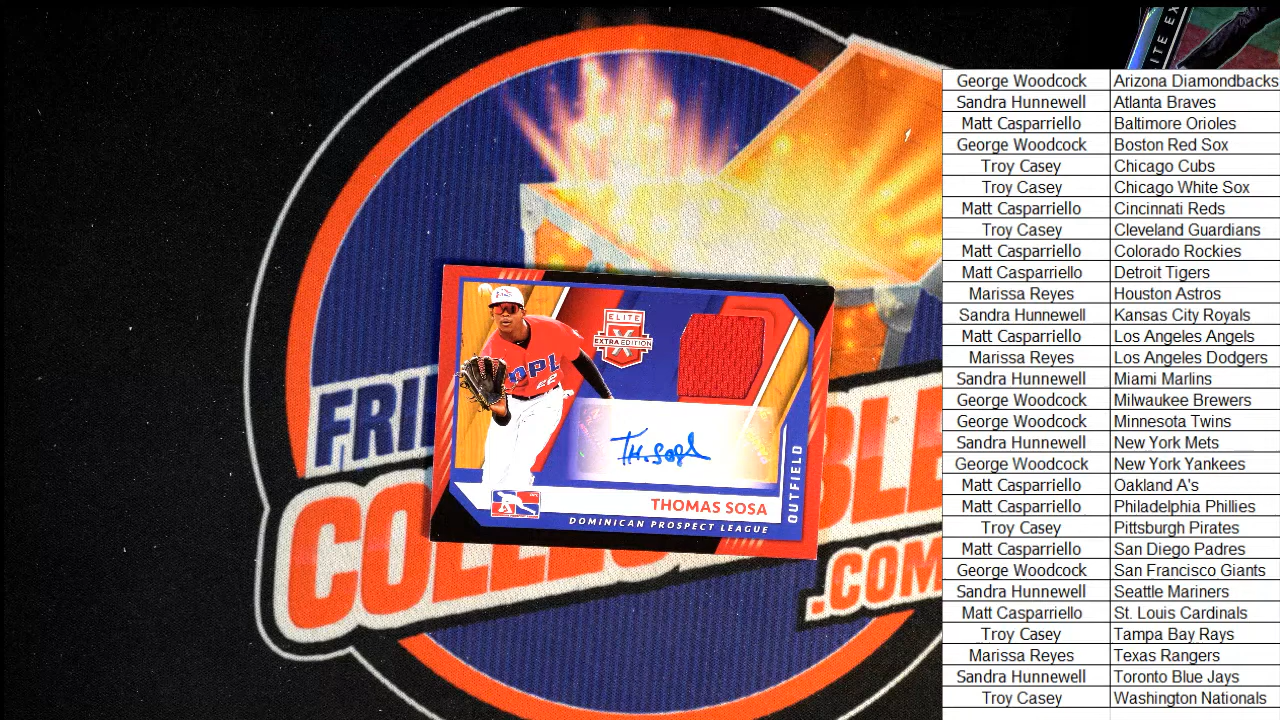 ITE EX
George Woodcock Arizona Diamondbacks
Sandra Hunnewell Atlanta Braves
Matt Casparriello Baltimore Orioles
George Woodcock Boston Red Sox
Troy Casey Chicago Cubs
Troy Casey Chicago White Sox
Matt Casparriello Cincinnati Reds
Troy Casey Cleveland Guardians
Matt Casparriello Colorado Rockies
Matt Casparriello Detroit Tigers
Marissa Reyes Houston Astros
Sandra Hunnewell Kansas City Royals
Matt Casparriello Los Angeles Angels
Marissa Reyes Los Angeles Dodgers
Sandra Hunnewell Miami Marlins
George Woodcock Milwaukee Brewers
George Woodcock Minnesota Twins
Sandra Hunnewell New York Mets
George Woodcock New York Yankees
Matt Casparriello Oakland A's
Matt Casparriello Philadelphia Phillies
Troy Casey Pittsburgh Pirates
Matt Casparriello San Diego Padres
George Woodcock San Francisco Giants
Sandra Hunnewell Seattle Mariners
Matt Casparriello St. Louis Cardinals
Troy Casey Tampa Bay Rays
Marissa Reyes Texas Rangers
Sandra Hunnewell Toronto Blue Jays
Troy Casey Washington Nationals
ELITE
EXTRA EDITION
X
DPL
22
TH. SOSA
THOMAS SOSA
DOMINICAN PROSPECT LEAGUE
OUTFIELD
FRI
COLLE BLE
.COM